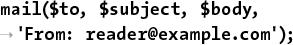 mail($to, $subject, $body,
→'From: reader@example.com');